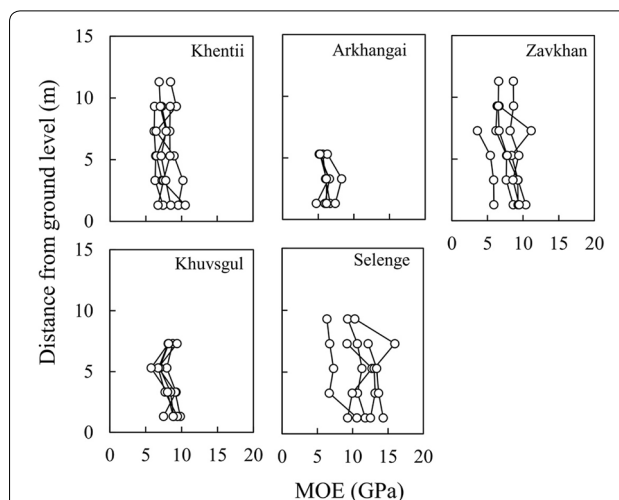 15
10
5
0
Khentii
Arkhangai
Zavkhan
0 5 10 15 20
15
10
5
0
Khuvsgul
Selenge
0 5 10 15 20
0 5 10 15 20
Distance from ground level (m)
MOE (GPa)